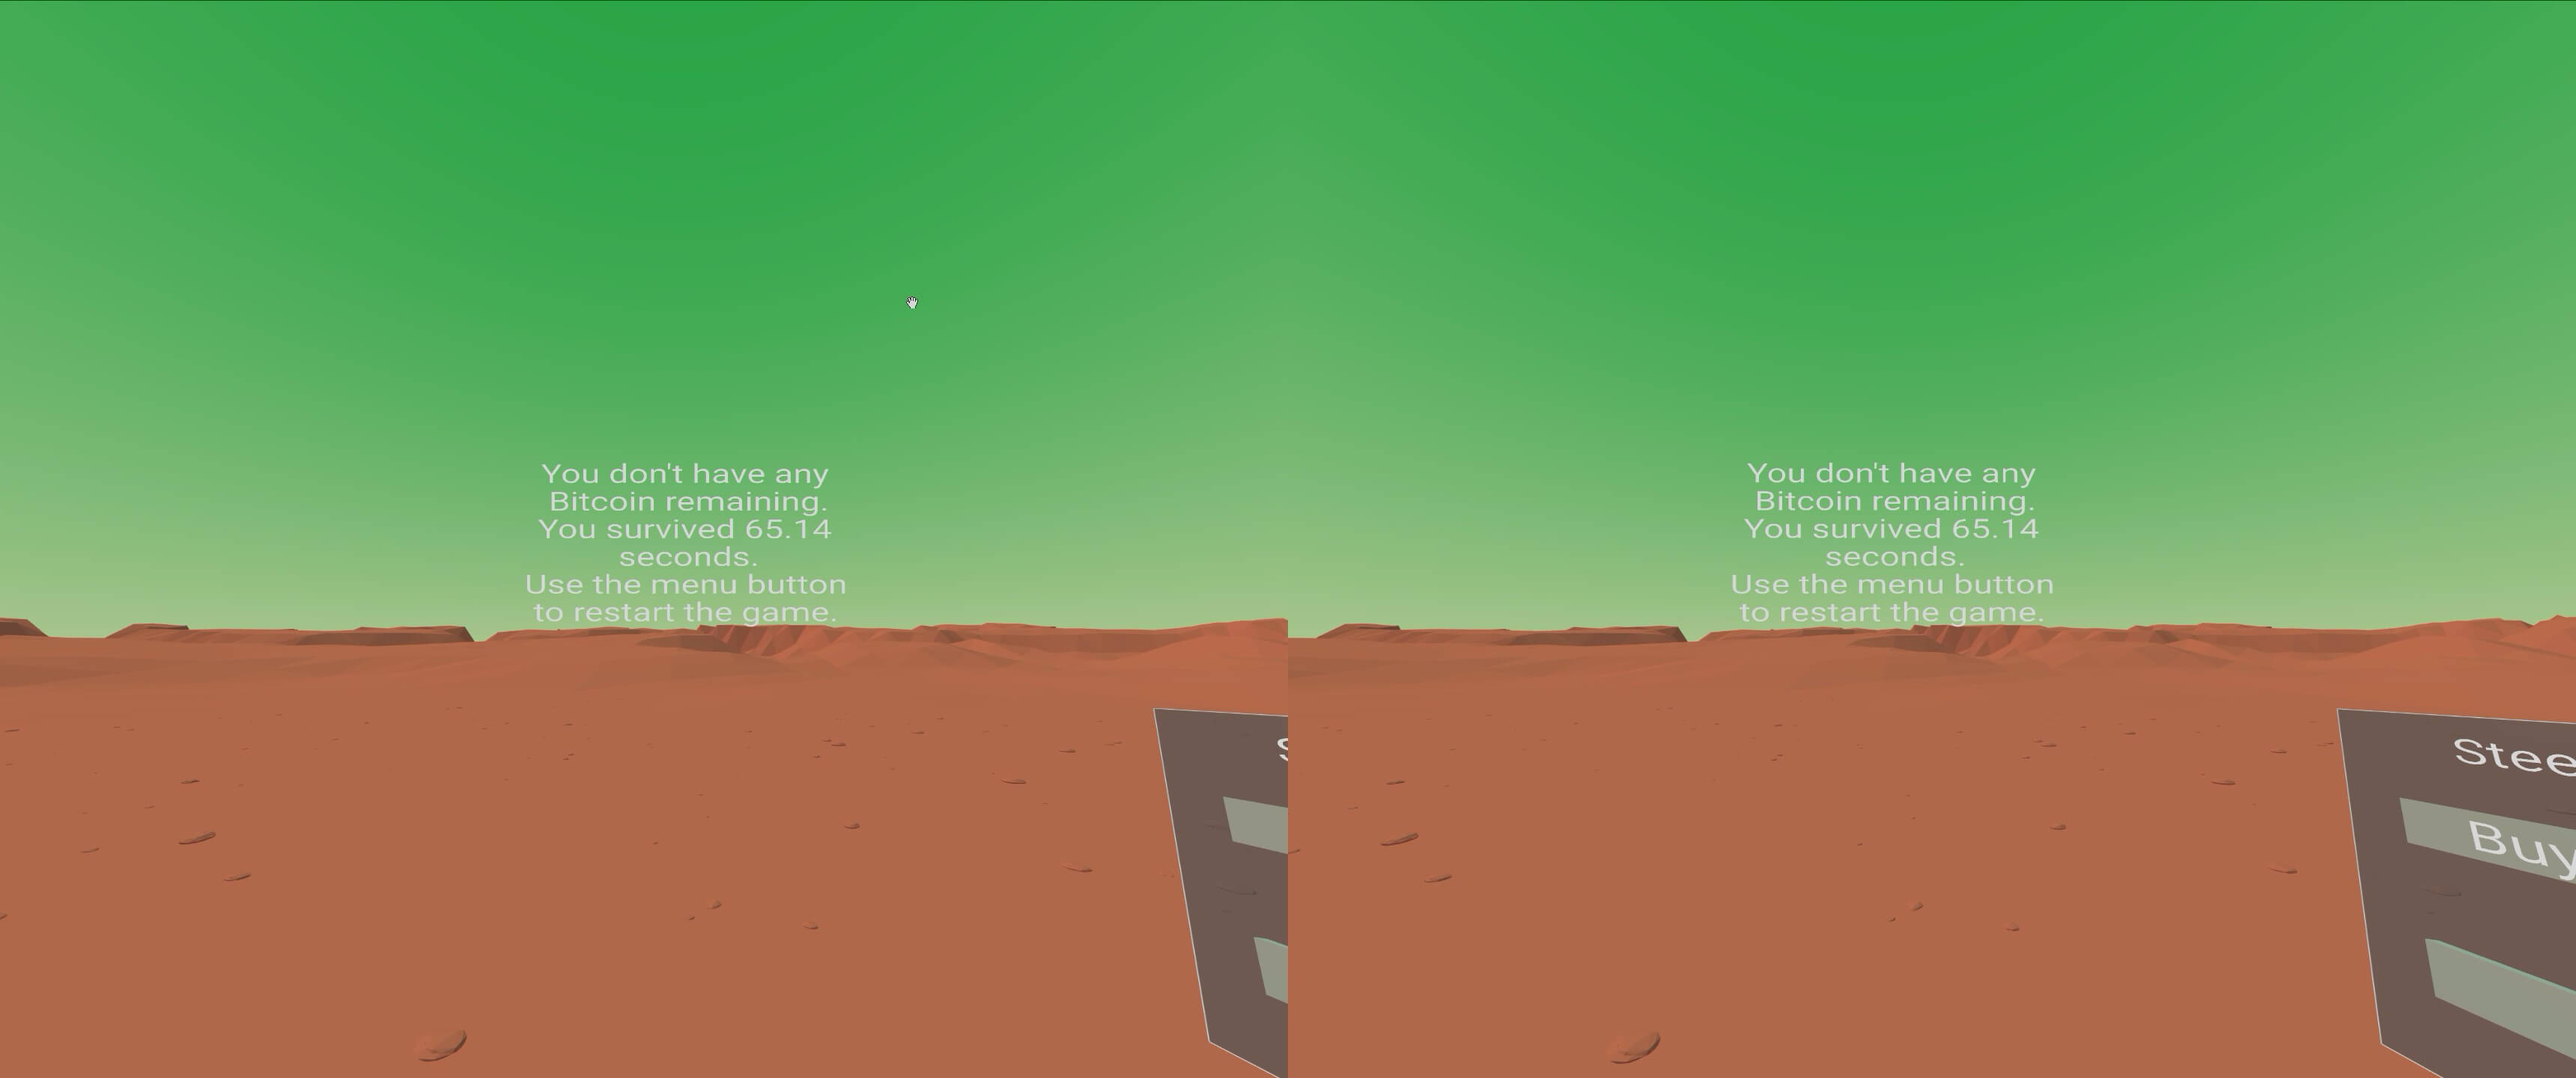 You don't have any
Bitcoin remaining.
You survived 65.14
seconds.
Use the menu button
to restart the game.
You don't have any
Bitcoin remaining.
You survived 65.14
seconds.
Use the menu button
to restart the game.
Stee
Buy